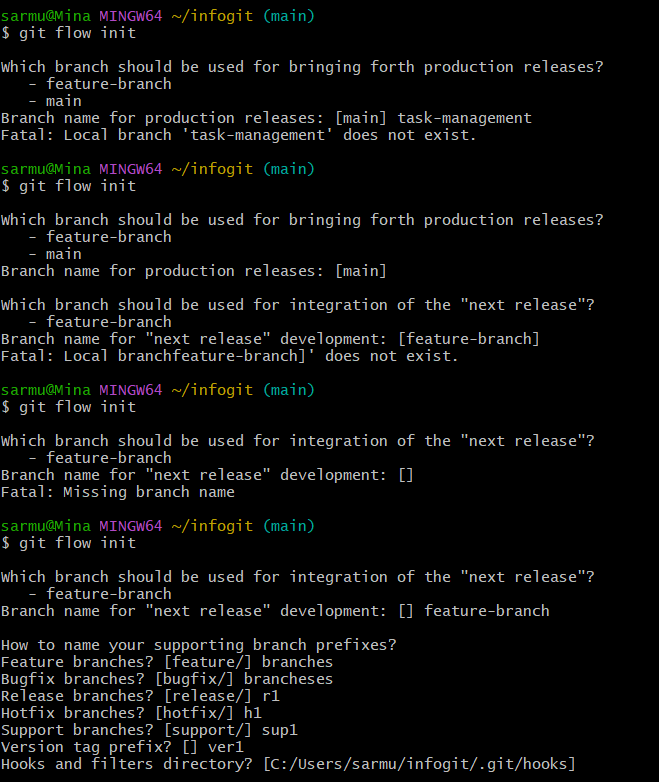 sarmu@Mina MINGW64 ~/infogit (main)
$ git flow init
Which branch should be used for bringing forth production releases?
- feature-branch
- main
Branch name for production releases: [main] task-management
Fatal: Local branch 'task-management' does not exist.
sarmu@Mina MINGW64 ~/infogit (main)
$ git flow init
Which branch should be used for bringing forth production releases?
- feature-branch
- main
Branch name for production releases: [main]
Which branch should be used for integration of the "next release"?
- feature-branch
Branch name for "next release" development: [feature-branch]
Fatal: Local branchfeature-branch]' does not exist.
sarmu@Mina MINGW64 ~/infogit (main)
$ git flow init
Which branch should be used for integration of the "next release"?
- feature-branch
Branch name for "next release" development: []
Fatal: Missing branch name
sarmu@Mina MINGW64 ~/infogit (main)
$ git flow init
Which branch should be used for integration of the "next release"?
- feature-branch
Branch name for "next release" development: [] feature-branch
How to name your supporting branch prefixes?
Feature branches? [feature/] branches
Bugfix branches? [bugfix/] brancheses
Release branches? [release/] r1
Hotfix branches? [hotfix/] h1
Support branches? [support/] sup1
Version tag prefix? [] ver1
Hooks and filters directory? [C:/Users/sarmu/infogit/.git/hooks]